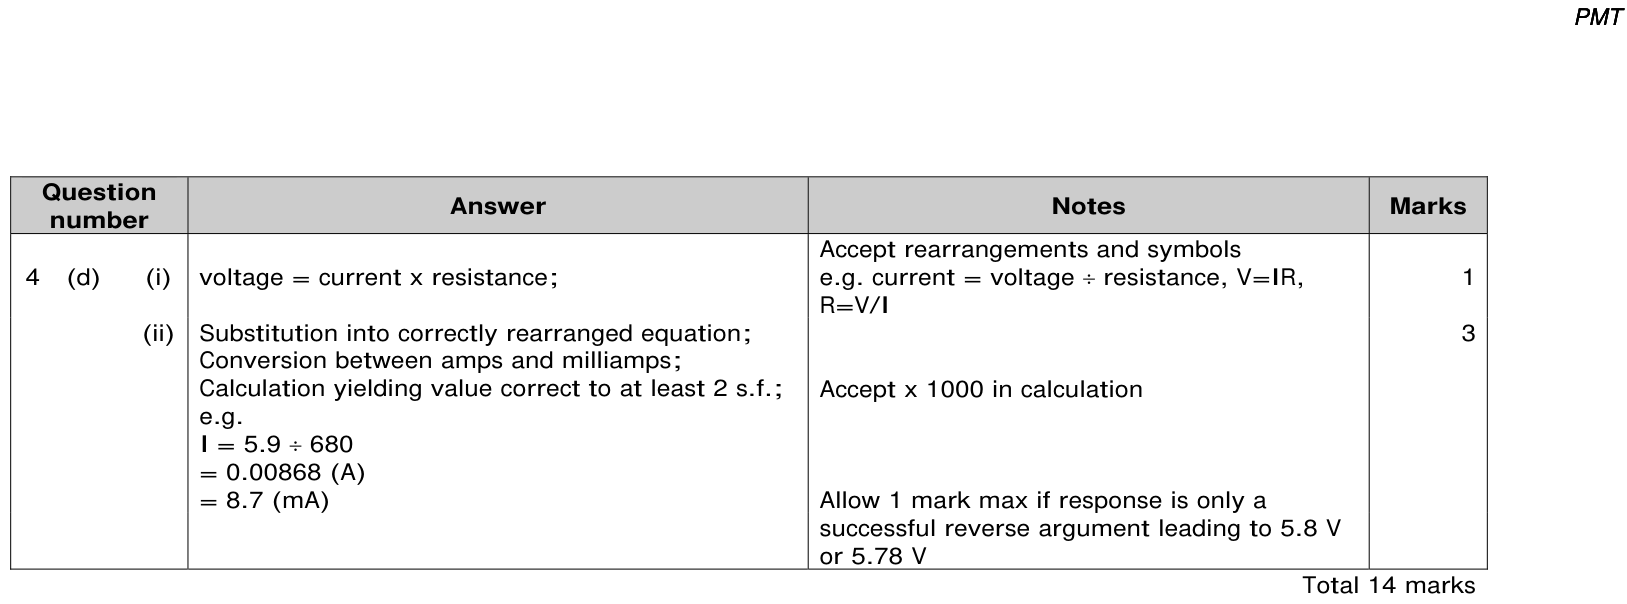 PMT
Question number Answer Notes Marks
Accept rearrangements and symbols
4 (d) (i) voltage = current x resistance; e.g. current = voltage ÷ resistance, V=IR, 1
R=V/I
(ii) Substitution into correctly rearranged equation; 3
Conversion between amps and milliamps;
Calculation yielding value correct to at least 2 s.f.; Accept x 1000 in calculation
e.g.
I = 5.9 ÷ 680
= 0.00868 (A)
= 8.7 (mA) Allow 1 mark max if response is only a
successful reverse argument leading to 5.8 V
or 5.78 V
Total 14 marks